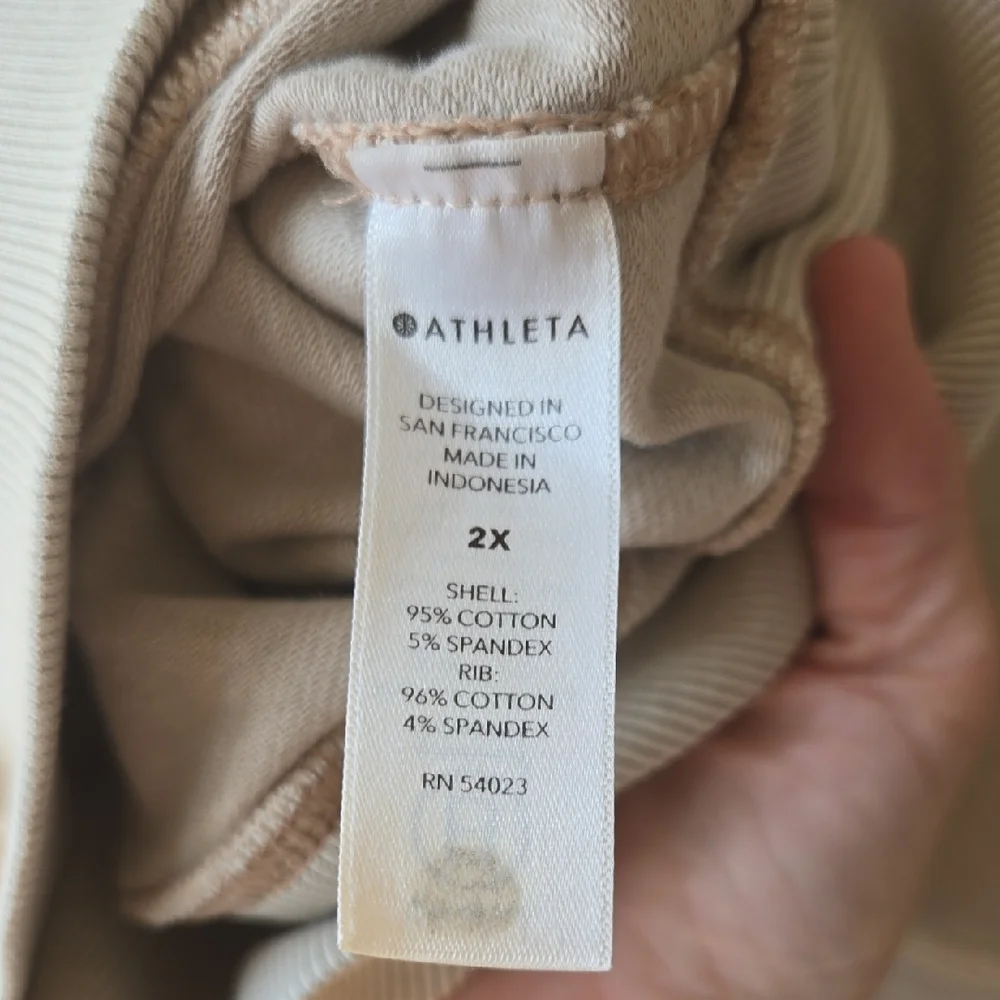 ATHLETA
DESIGNED IN
SAN FRANCISCO
MADE IN
INDONESIA
2X
SHELL:
95% COTTON
5% SPANDEX
RIB:
96% COTTON
4% SPANDEX
RN 54023